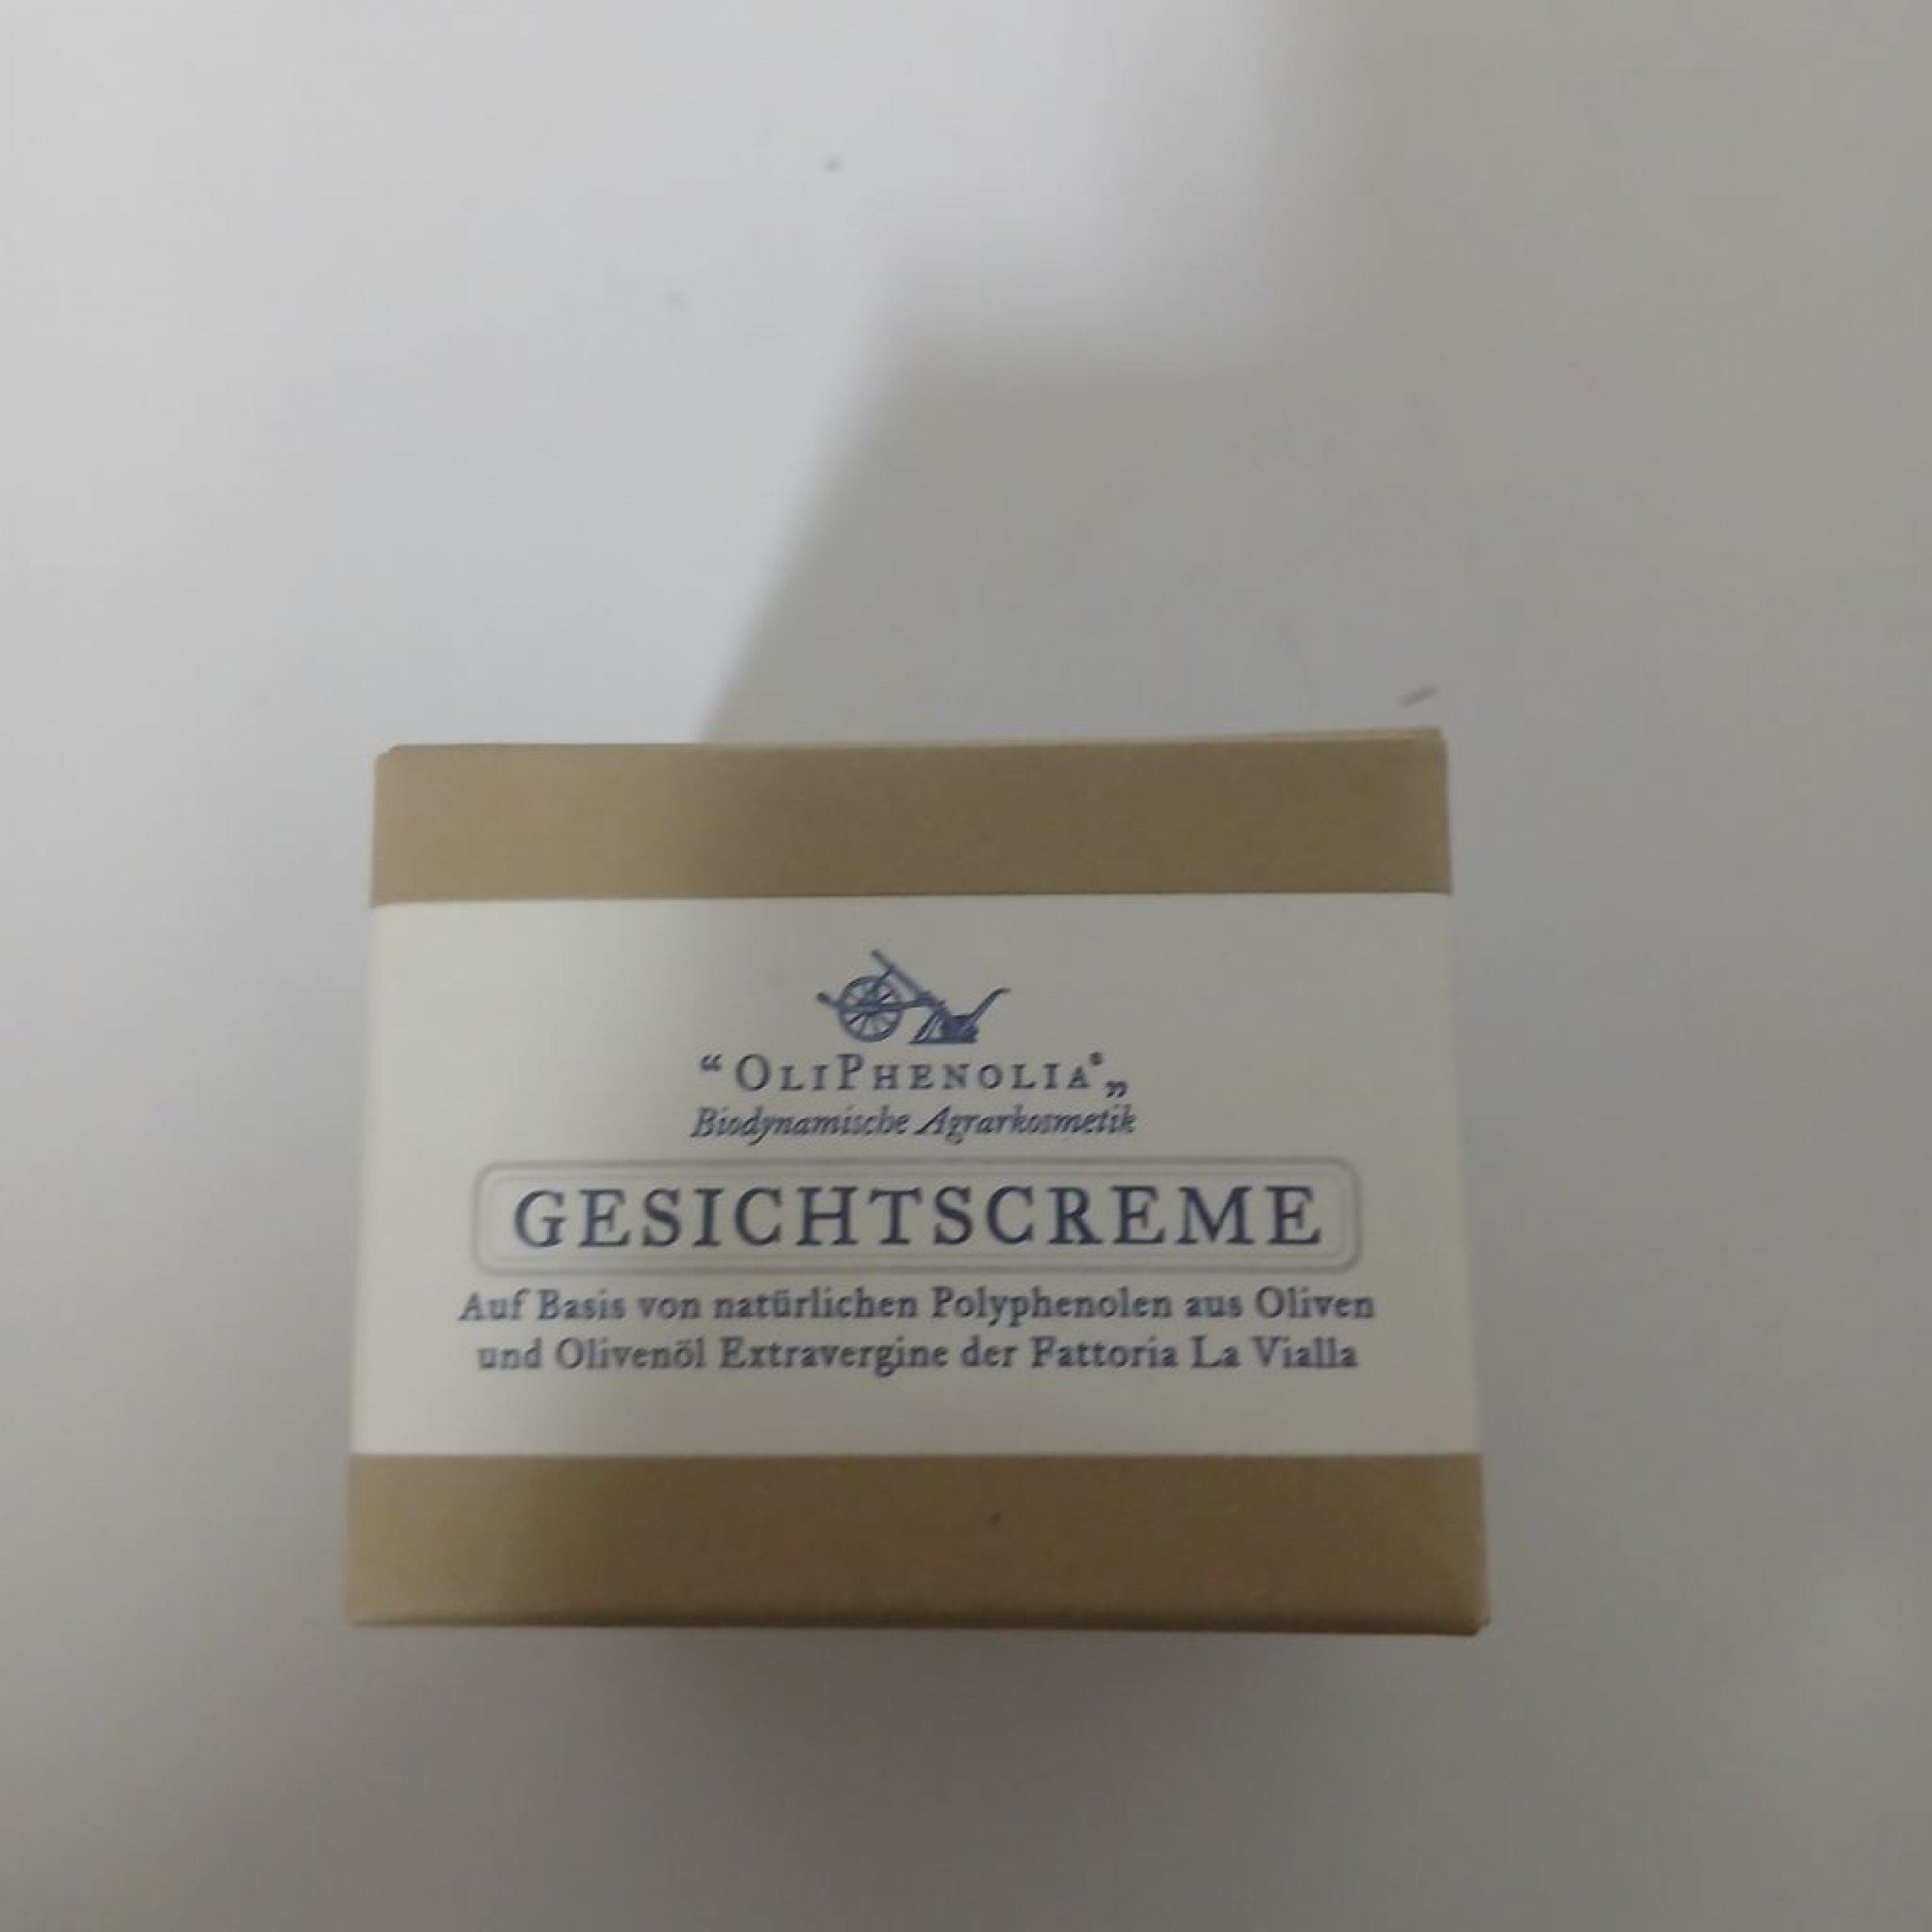 “OLIPHENOLIA®„
Biodynamische Agrarkosmetik
GESICHTSCREME
Auf Basis von natürlichen Polyphenolen aus Oliven
und Olivenöl Extravergine der Fattoria La Vialla